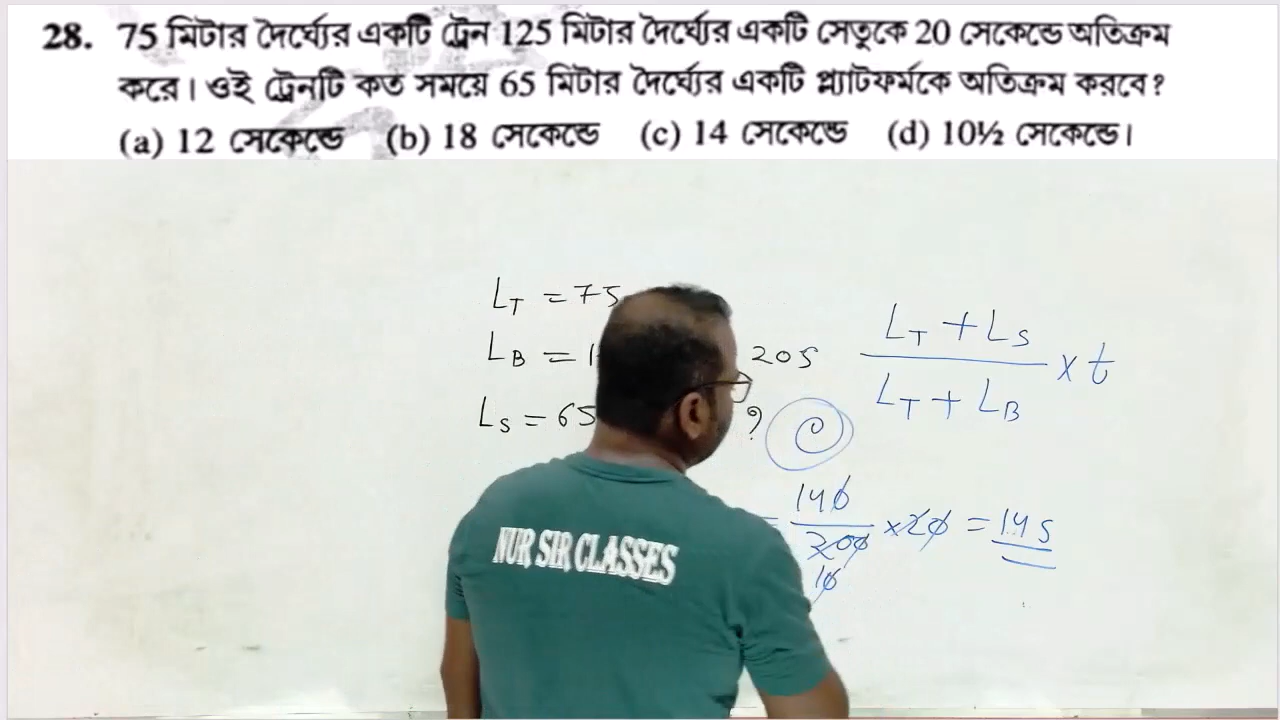 28. 75 মিটার দৈর্ঘ্যের একটি ট্রেন 125 মিটার দৈর্ঘ্যের একটি সেতুকে 20 সেকেন্ডে অতিক্রম
করে। ওই ট্রেনটি কত সময়ে 65 মিটার দৈর্ঘ্যের একটি প্ল্যাটফর্মকে অতিক্রম করবে?
(a) 12 সেকেন্ডে (b) 18 সেকেন্ডে (c) 14 সেকেন্ডে (d) 10½ সেকেন্ডে।
L_T = 75
L_B = 1 20s
L_S = 65 ?
L_T + L_S
× t
L_T + L_B
C
= 140
× 20 = 14s
200
10
NUR SIR CLASSES